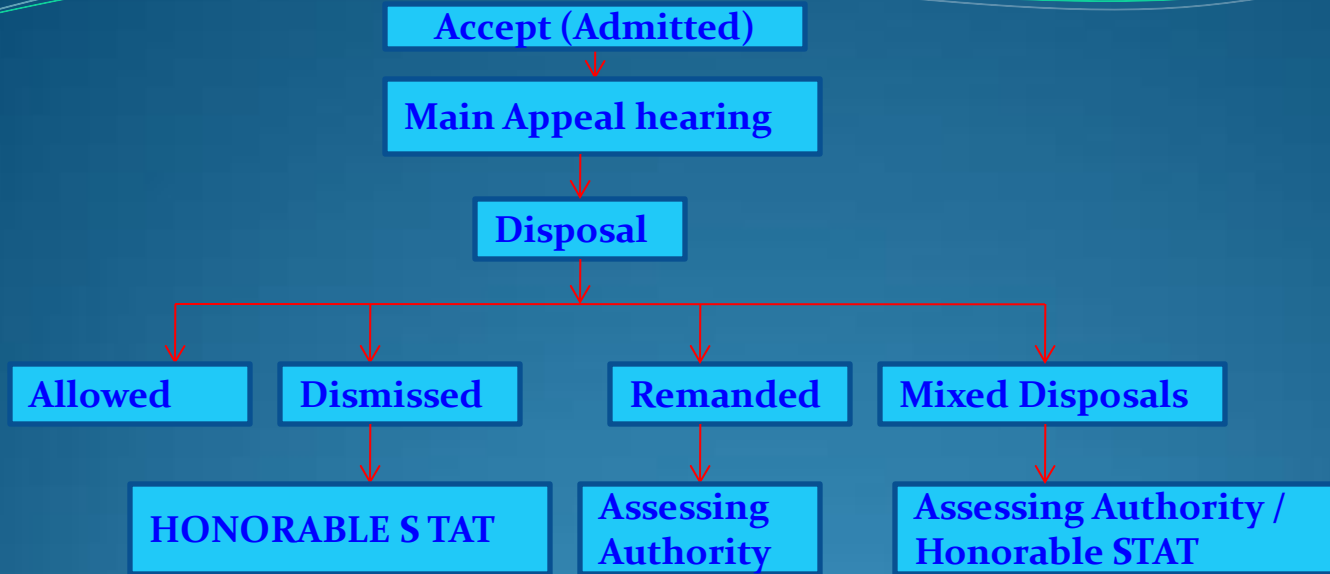 Accept (Admitted)
Main Appeal hearing
Disposal
Allowed
Dismissed
Remanded
Mixed Disposals
HONORABLE S TAT
Assessing
Authority
Assessing Authority /
Honorable STAT